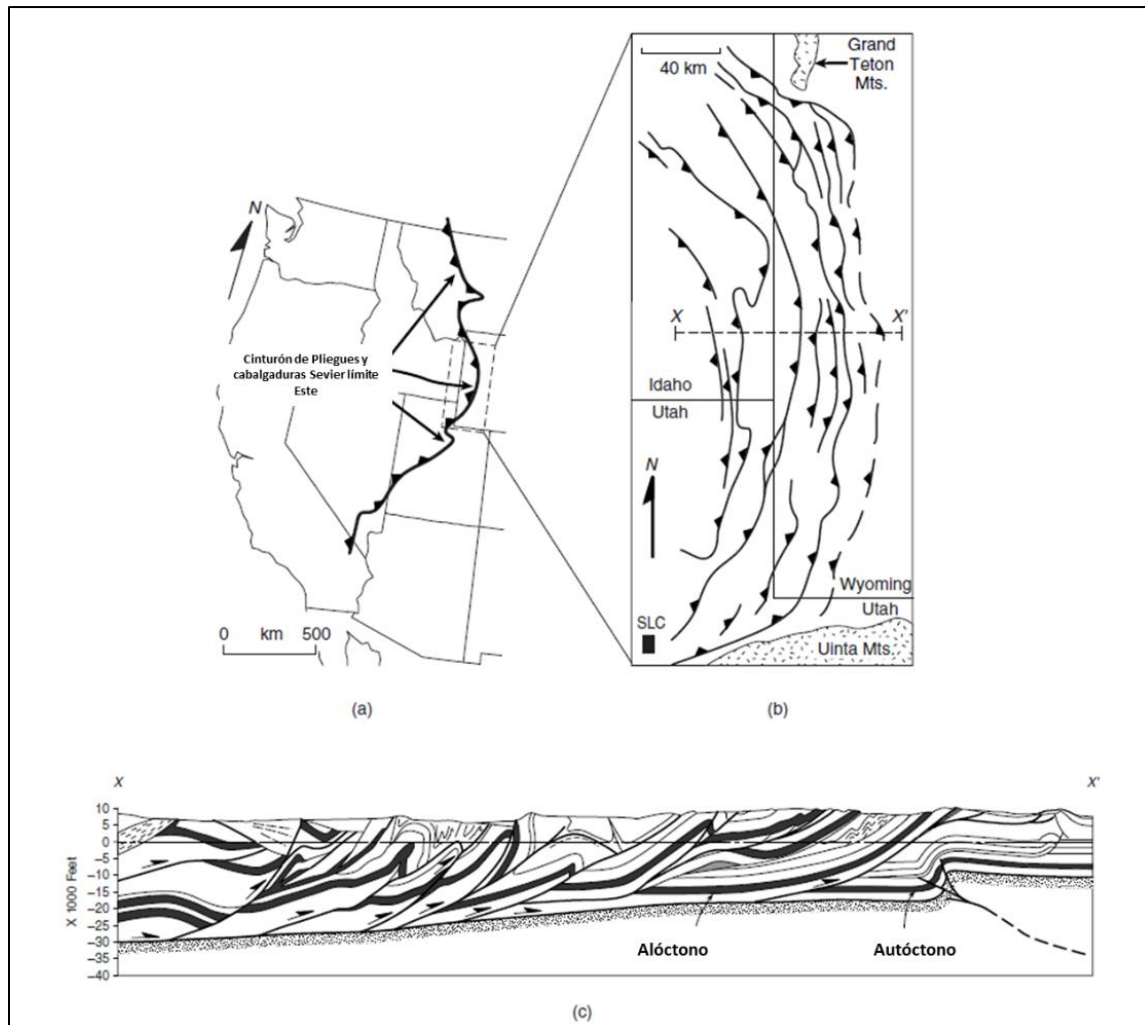 N
Cinturón de Pliegues y
cabalgaduras Sevier límite
Este
0 km 500
(a)
40 km
Grand
Teton
Mts.
X X'
Idaho
Utah
N
Wyoming
Utah
SLC
Uinta Mts.
(b)
X X'
X 1000 Feet
10
5
0
−5
−10
−15
−20
−25
−30
−35
−40
Alóctono
Autóctono
(c)